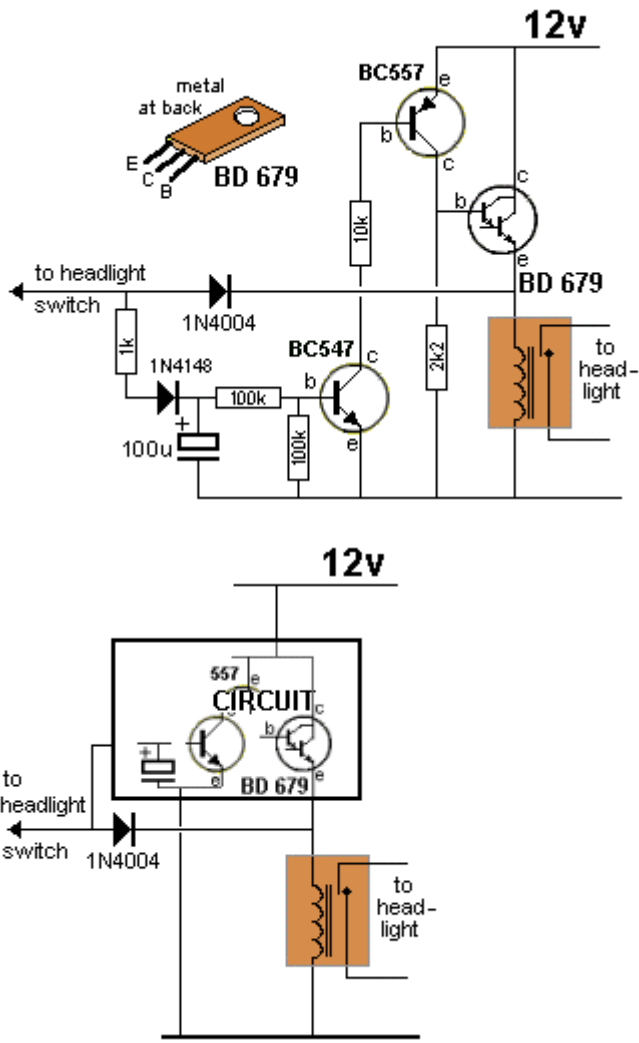 12v
BC557
e
metal
at back
b
c
E
C
B
BD 679
10k
c
b
e
to headlight
switch
BD 679
1N4004
1k
BC547
c
2k2
to
head-
light
1N4148
b
100k
+
100u
100k
e
12v
557
e
CIRCUIT
c
b
+
e
BD 679
e
to
headlight
switch
1N4004
to
head-
light